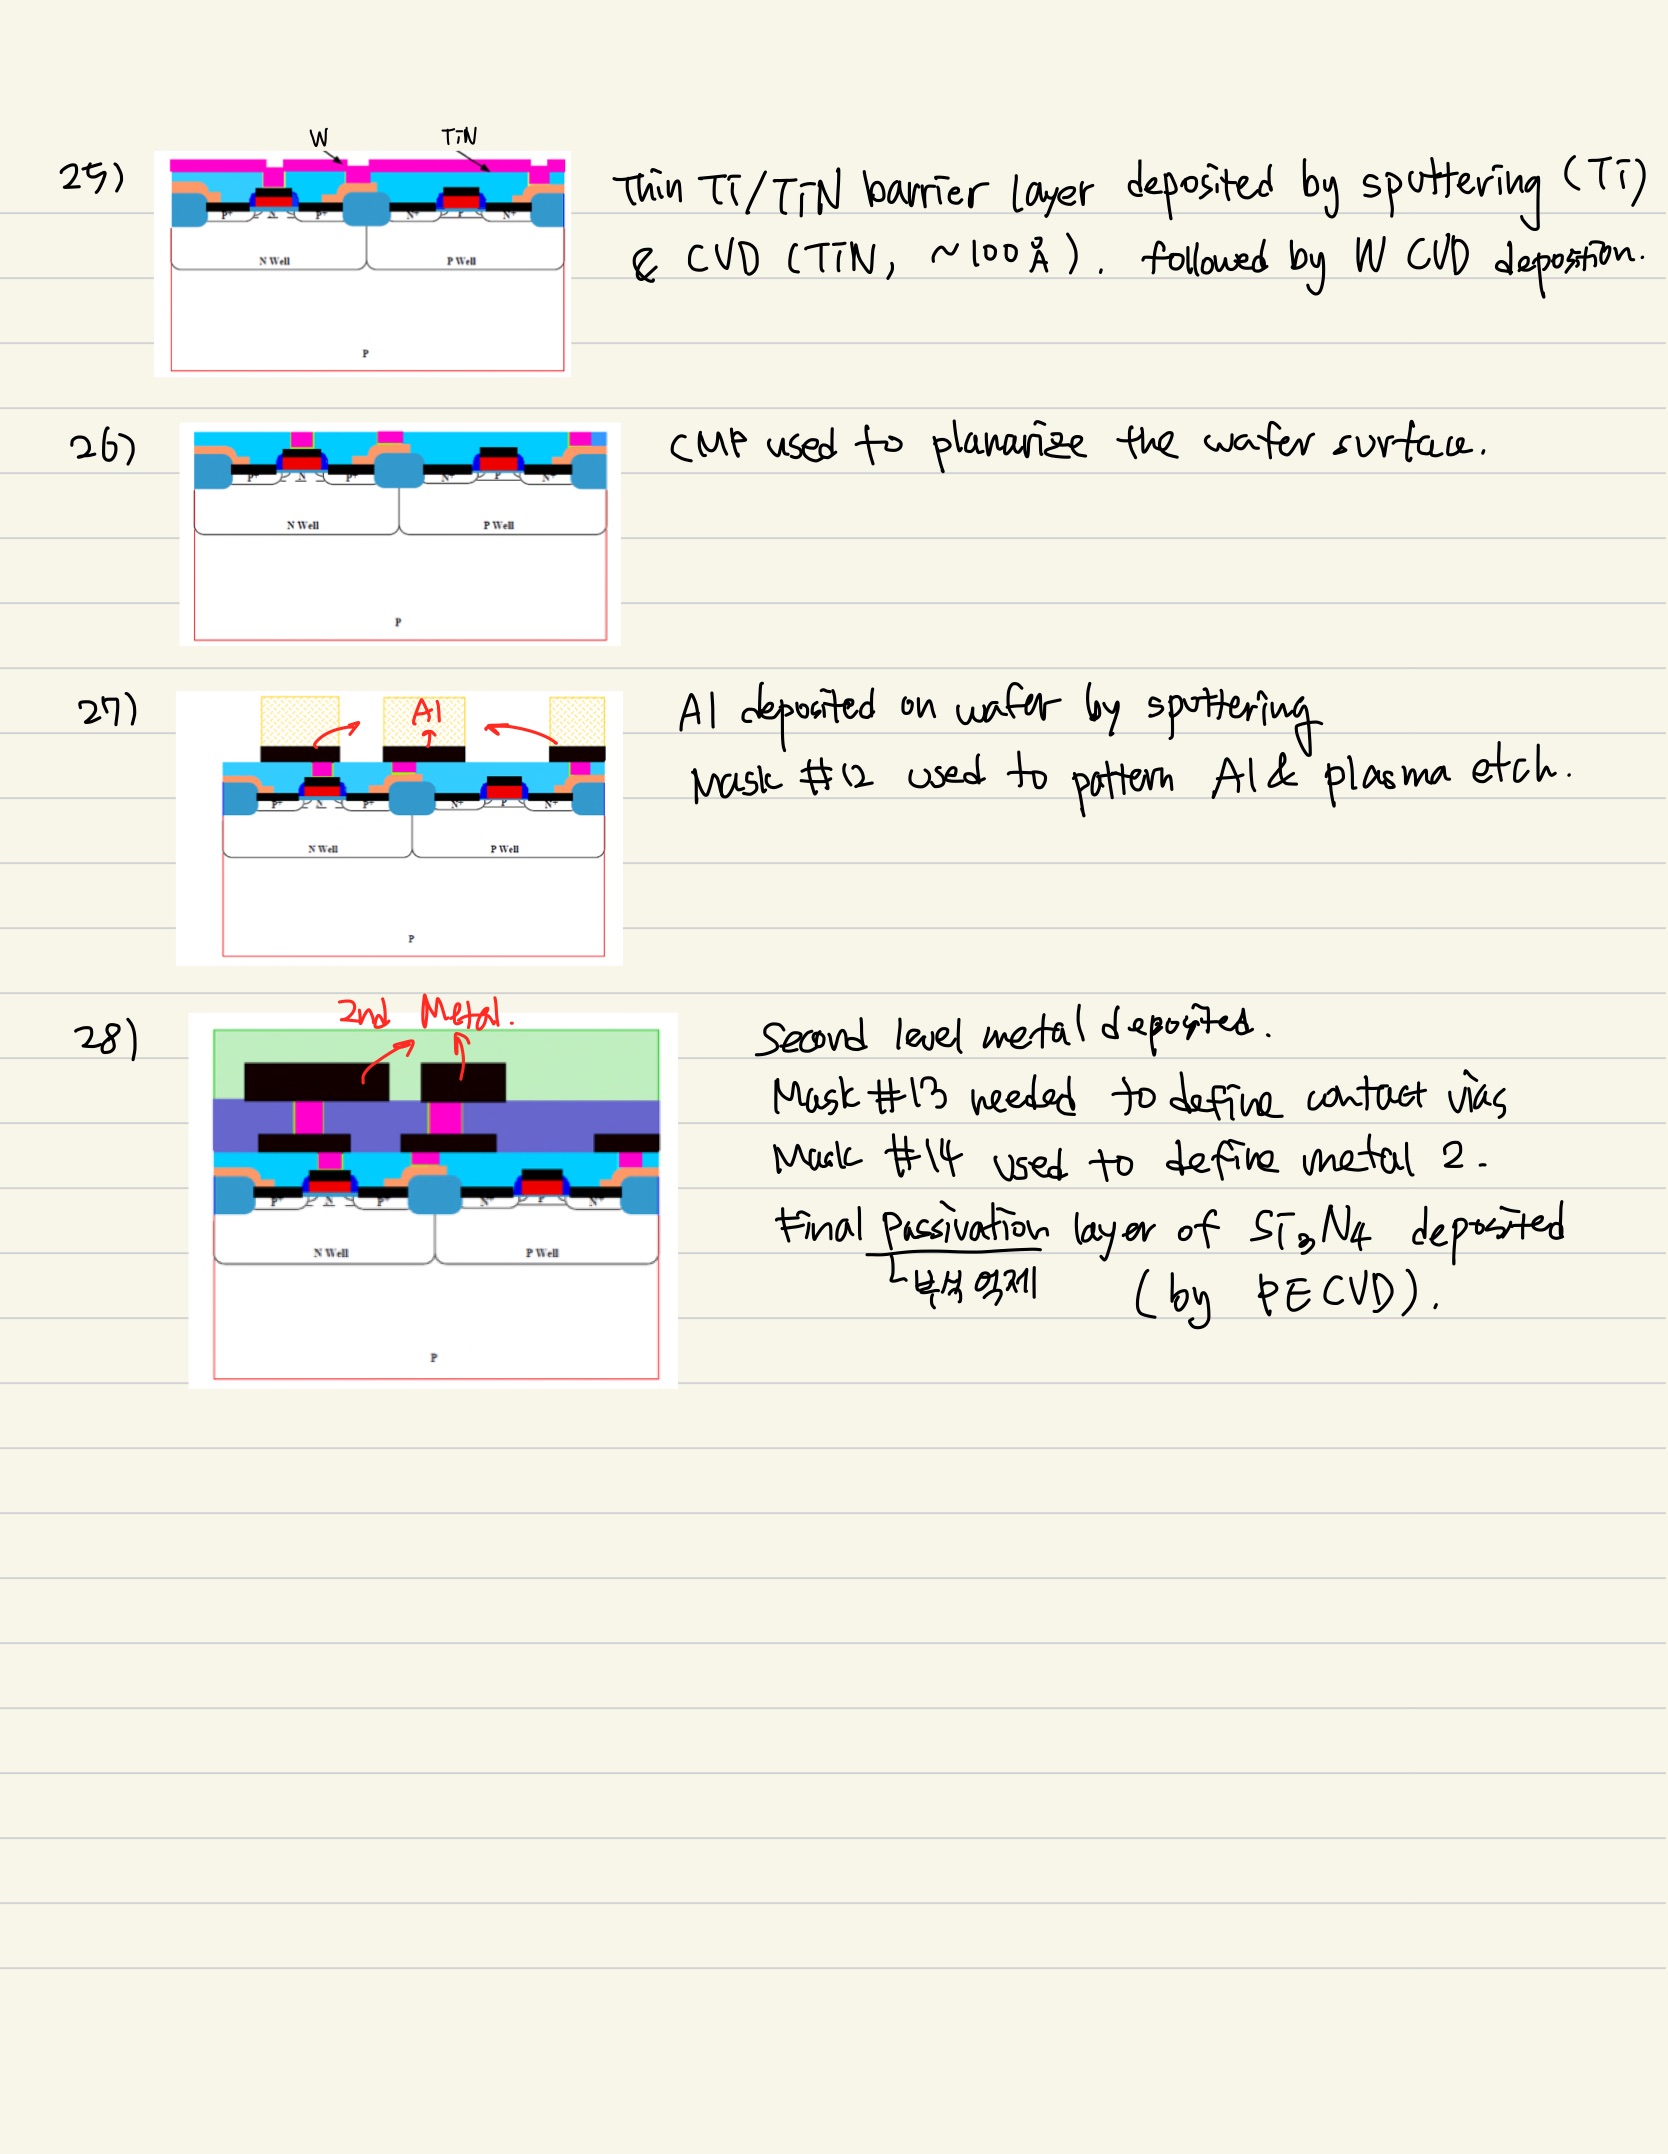 25)
W TiN
P+ N P+ N+ P N+
N Well P Well
P
Thin Ti/TiN barrier layer deposited by sputtering (Ti)
& CVD (TiN, ~100Å). followed by W CVD deposition.
26)
P+ N P+ N+ P N+
N Well P Well
P
CMP used to planarize the wafer surface.
27)
Al
P+ N P+ N+ P N+
N Well P Well
P
Al deposited on wafer by sputtering
Mask #12 used to pattern Al & plasma etch.
28)
2nd Metal.
P+ N P+ N+ P N+
N Well P Well
P
Second level metal deposited.
Mask #13 needed to define contact vias
Mask #14 used to define metal 2.
Final passivation layer of Si3N4 deposited
부식 억제 (by PECVD).